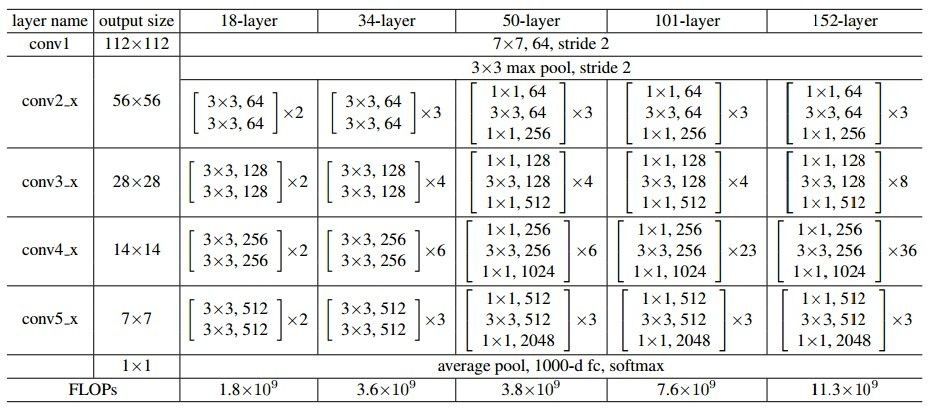 layer name output size 18-layer 34-layer 50-layer 101-layer 152-layer
conv1 112×112 7×7, 64, stride 2
3×3 max pool, stride 2
conv2_x 56×56 [3×3, 64 3×3, 64]×2 [3×3, 64 3×3, 64]×3 [1×1, 64 3×3, 64 1×1, 256]×3 [1×1, 64 3×3, 64 1×1, 256]×3 [1×1, 64 3×3, 64 1×1, 256]×3
conv3_x 28×28 [3×3, 128 3×3, 128]×2 [3×3, 128 3×3, 128]×4 [1×1, 128 3×3, 128 1×1, 512]×4 [1×1, 128 3×3, 128 1×1, 512]×4 [1×1, 128 3×3, 128 1×1, 512]×8
conv4_x 14×14 [3×3, 256 3×3, 256]×2 [3×3, 256 3×3, 256]×6 [1×1, 256 3×3, 256 1×1, 1024]×6 [1×1, 256 3×3, 256 1×1, 1024]×23 [1×1, 256 3×3, 256 1×1, 1024]×36
conv5_x 7×7 [3×3, 512 3×3, 512]×2 [3×3, 512 3×3, 512]×3 [1×1, 512 3×3, 512 1×1, 2048]×3 [1×1, 512 3×3, 512 1×1, 2048]×3 [1×1, 512 3×3, 512 1×1, 2048]×3
1×1 average pool, 1000-d fc, softmax
FLOPs 1.8×10⁹ 3.6×10⁹ 3.8×10⁹ 7.6×10⁹ 11.3×10⁹